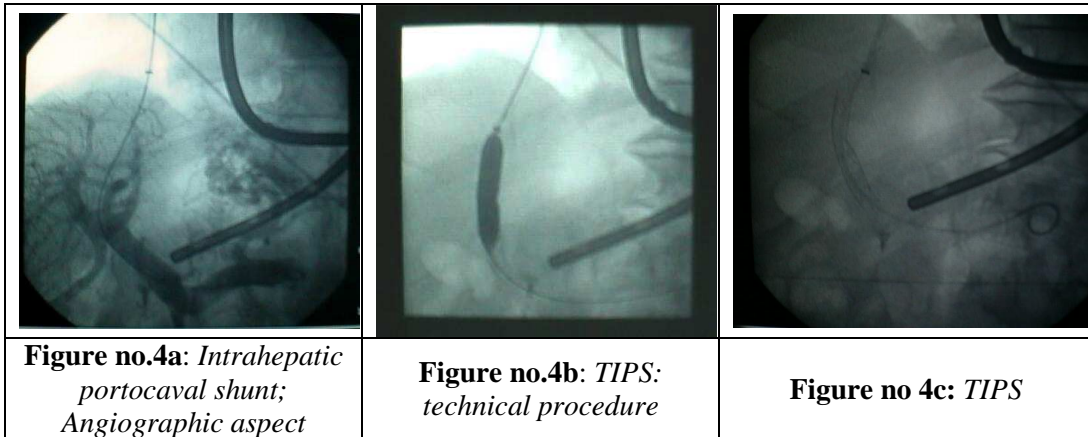 Figure no.4a: Intrahepatic
portocaval shunt;
Angiographic aspect
Figure no.4b: TIPS:
technical procedure
Figure no 4c: TIPS